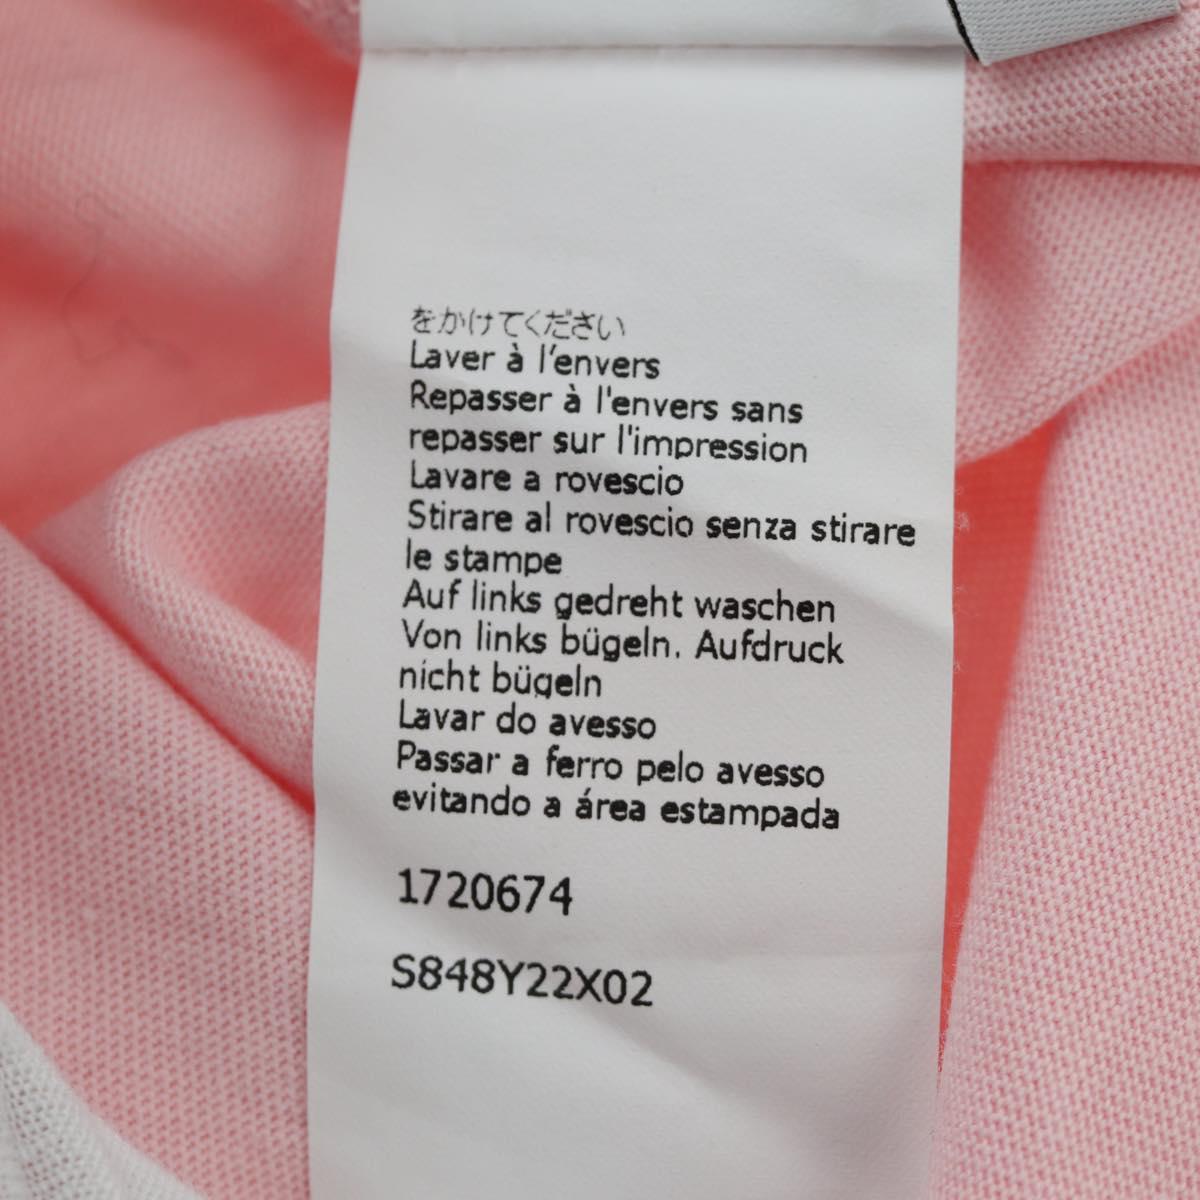 をかけてください
Laver à l'envers
Repasser à l'envers sans
repasser sur l'impression
Lavare a rovescio
Stirare al rovescio senza stirare
le stampe
Auf links gedreht waschen
Von links bügeln. Aufdruck
nicht bügeln
Lavar do avesso
Passar a ferro pelo avesso
evitando a área estampada
1720674
S848Y22X02